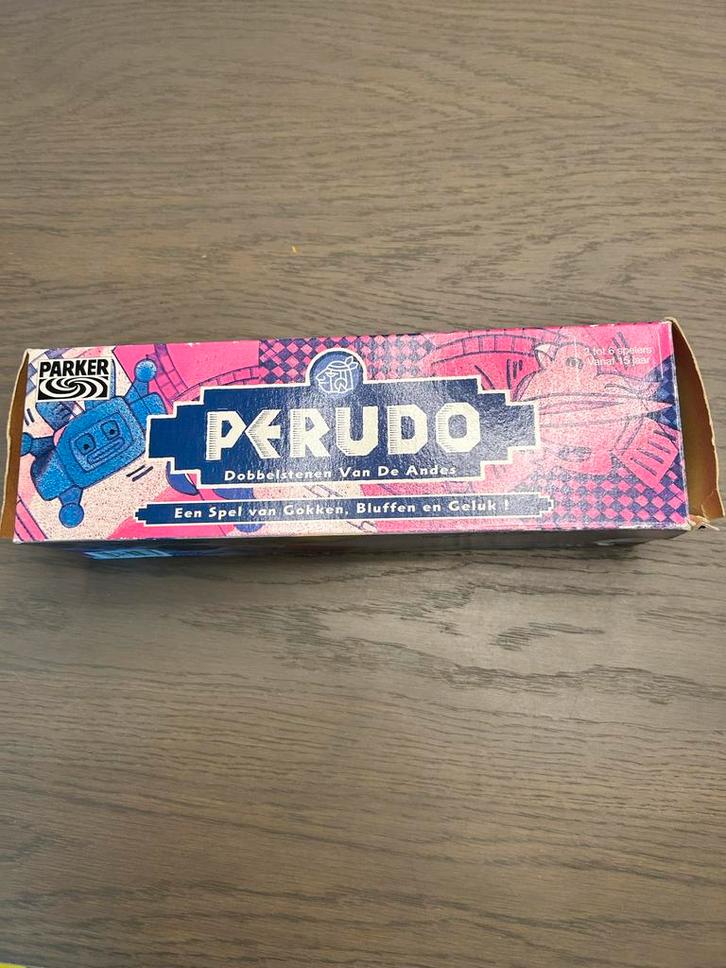 PARKER
2 tot 6 spelers
Vanaf 15 jaar
PERUDO
Dobbelstenen Van De Andes
Een Spel van Gokken, Bluffen en Geluk !